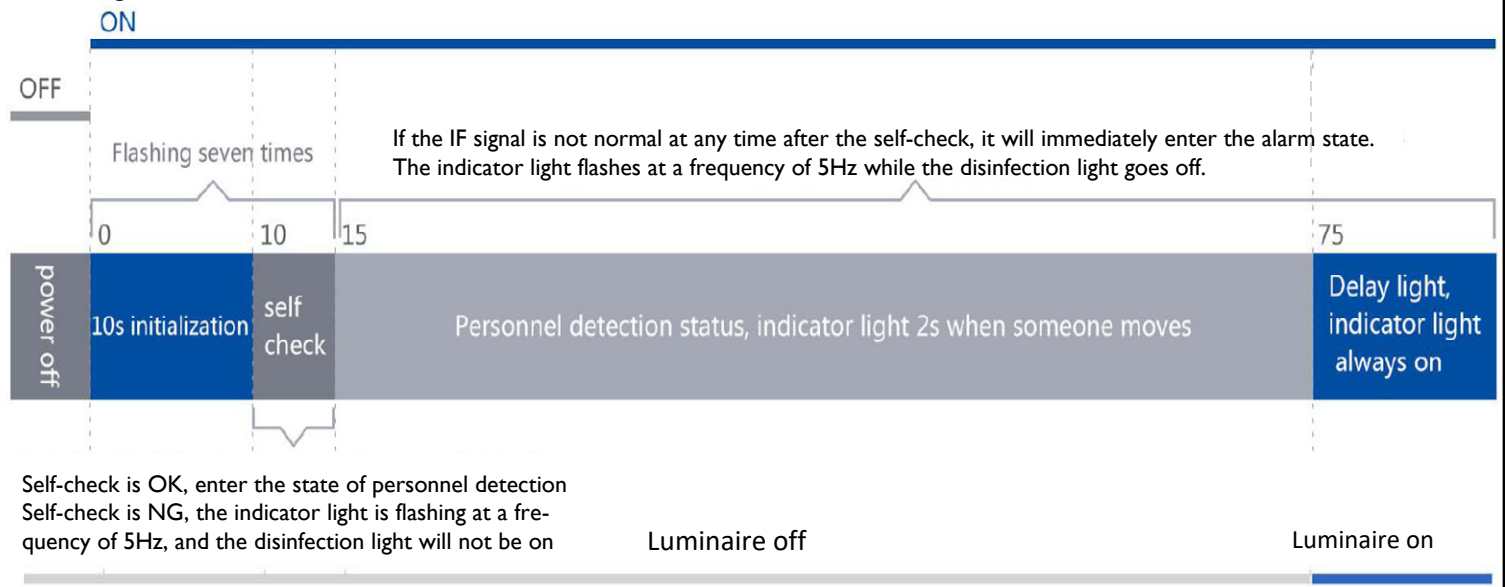 ON
OFF
Flashing seven times
If the IF signal is not normal at any time after the self-check, it will immediately enter the alarm state.
The indicator light flashes at a frequency of 5Hz while the disinfection light goes off.
0
10
15
75
power off
10s initialization
self
check
Personnel detection status, indicator light 2s when someone moves
Delay light,
indicator light
always on
Self-check is OK, enter the state of personnel detection
Self-check is NG, the indicator light is flashing at a fre-
quency of 5Hz, and the disinfection light will not be on
Luminaire off
Luminaire on